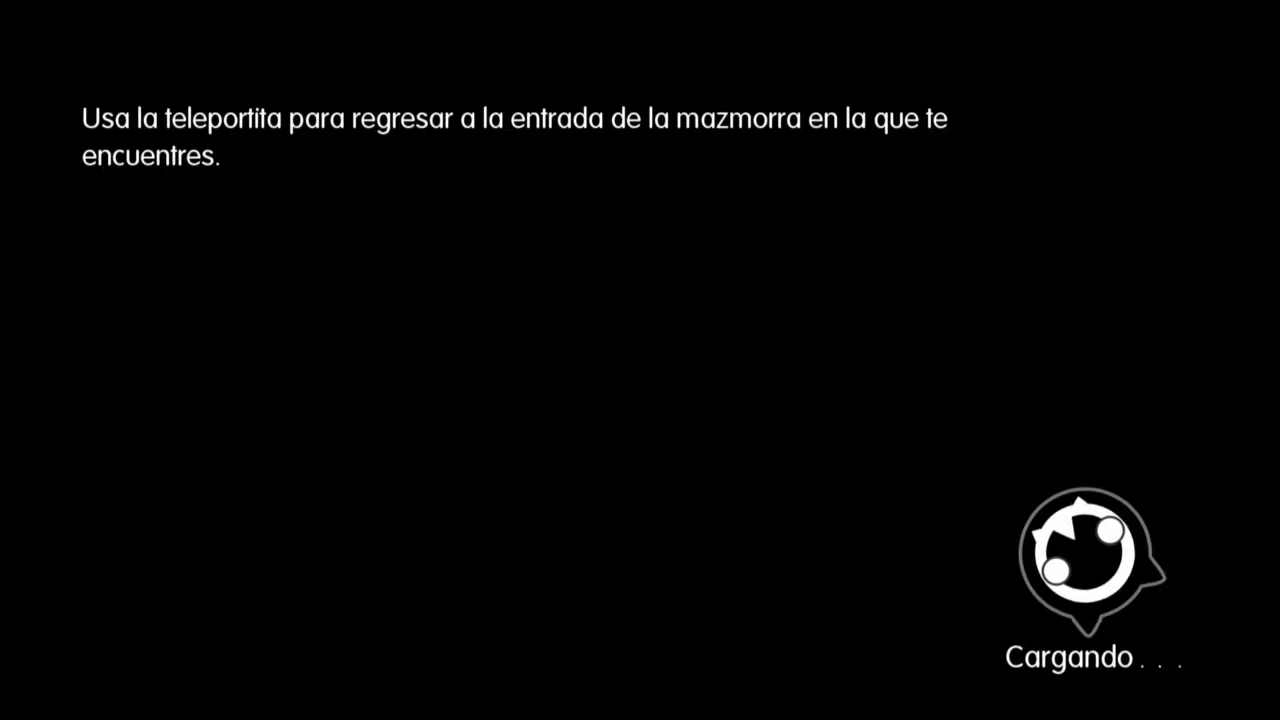 Usa la teleportita para regresar a la entrada de la mazmorra en la que te
encuentres.
Cargando . . .